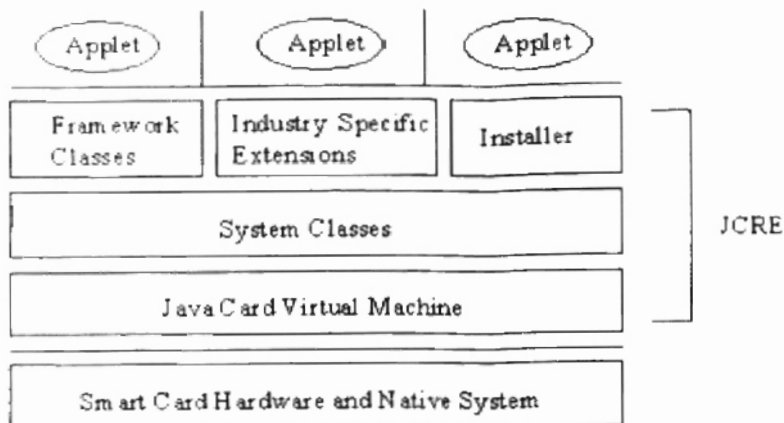 Applet Applet Applet
Framework Classes
Industry Specific Extensions
Installer
System Classes
JCRE
Java Card Virtual Machine
Smart Card Hardware and Native System